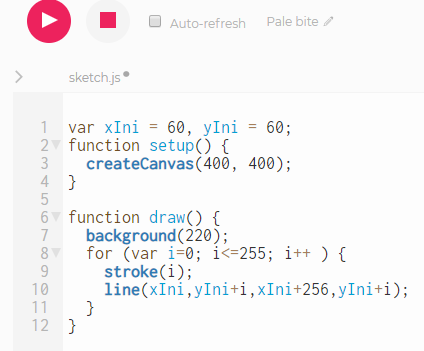 Auto-refresh Pale bite
sketch.js
1 var xIni = 60, yIni = 60;
2 function setup() {
3 createCanvas(400, 400);
4 }
5
6 function draw() {
7 background(220);
8 for (var i=0; i<=255; i++ ) {
9 stroke(i);
10 line(xIni,yIni+i,xIni+256,yIni+i);
11 }
12 }